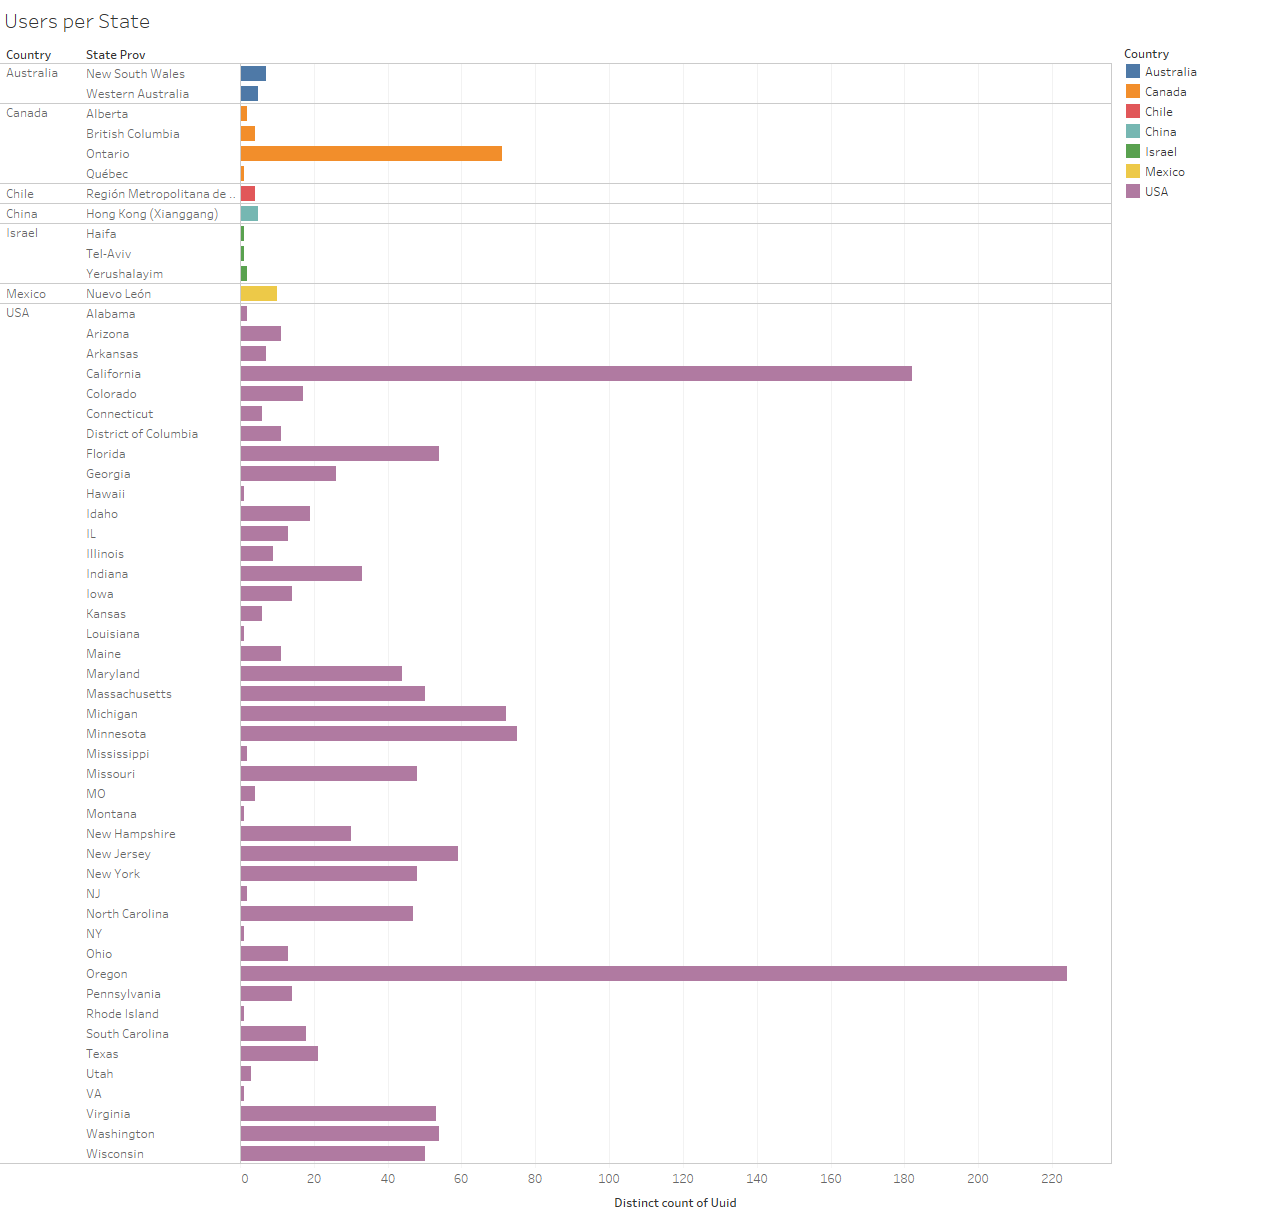 Users per State
Country State Prov
Australia New South Wales
Western Australia
Canada Alberta
British Columbia
Ontario
Québec
Chile Región Metropolitana de ..
China Hong Kong (Xianggang)
Israel Haifa
Tel-Aviv
Yerushalayim
Mexico Nuevo León
USA Alabama
Arizona
Arkansas
California
Colorado
Connecticut
District of Columbia
Florida
Georgia
Hawaii
Idaho
IL
Illinois
Indiana
Iowa
Kansas
Louisiana
Maine
Maryland
Massachusetts
Michigan
Minnesota
Mississippi
Missouri
MO
Montana
New Hampshire
New Jersey
New York
NJ
North Carolina
NY
Ohio
Oregon
Pennsylvania
Rhode Island
South Carolina
Texas
Utah
VA
Virginia
Washington
Wisconsin
0 20 40 60 80 100 120 140 160 180 200 220
Distinct count of Uuid
Country
Australia
Canada
Chile
China
Israel
Mexico
USA